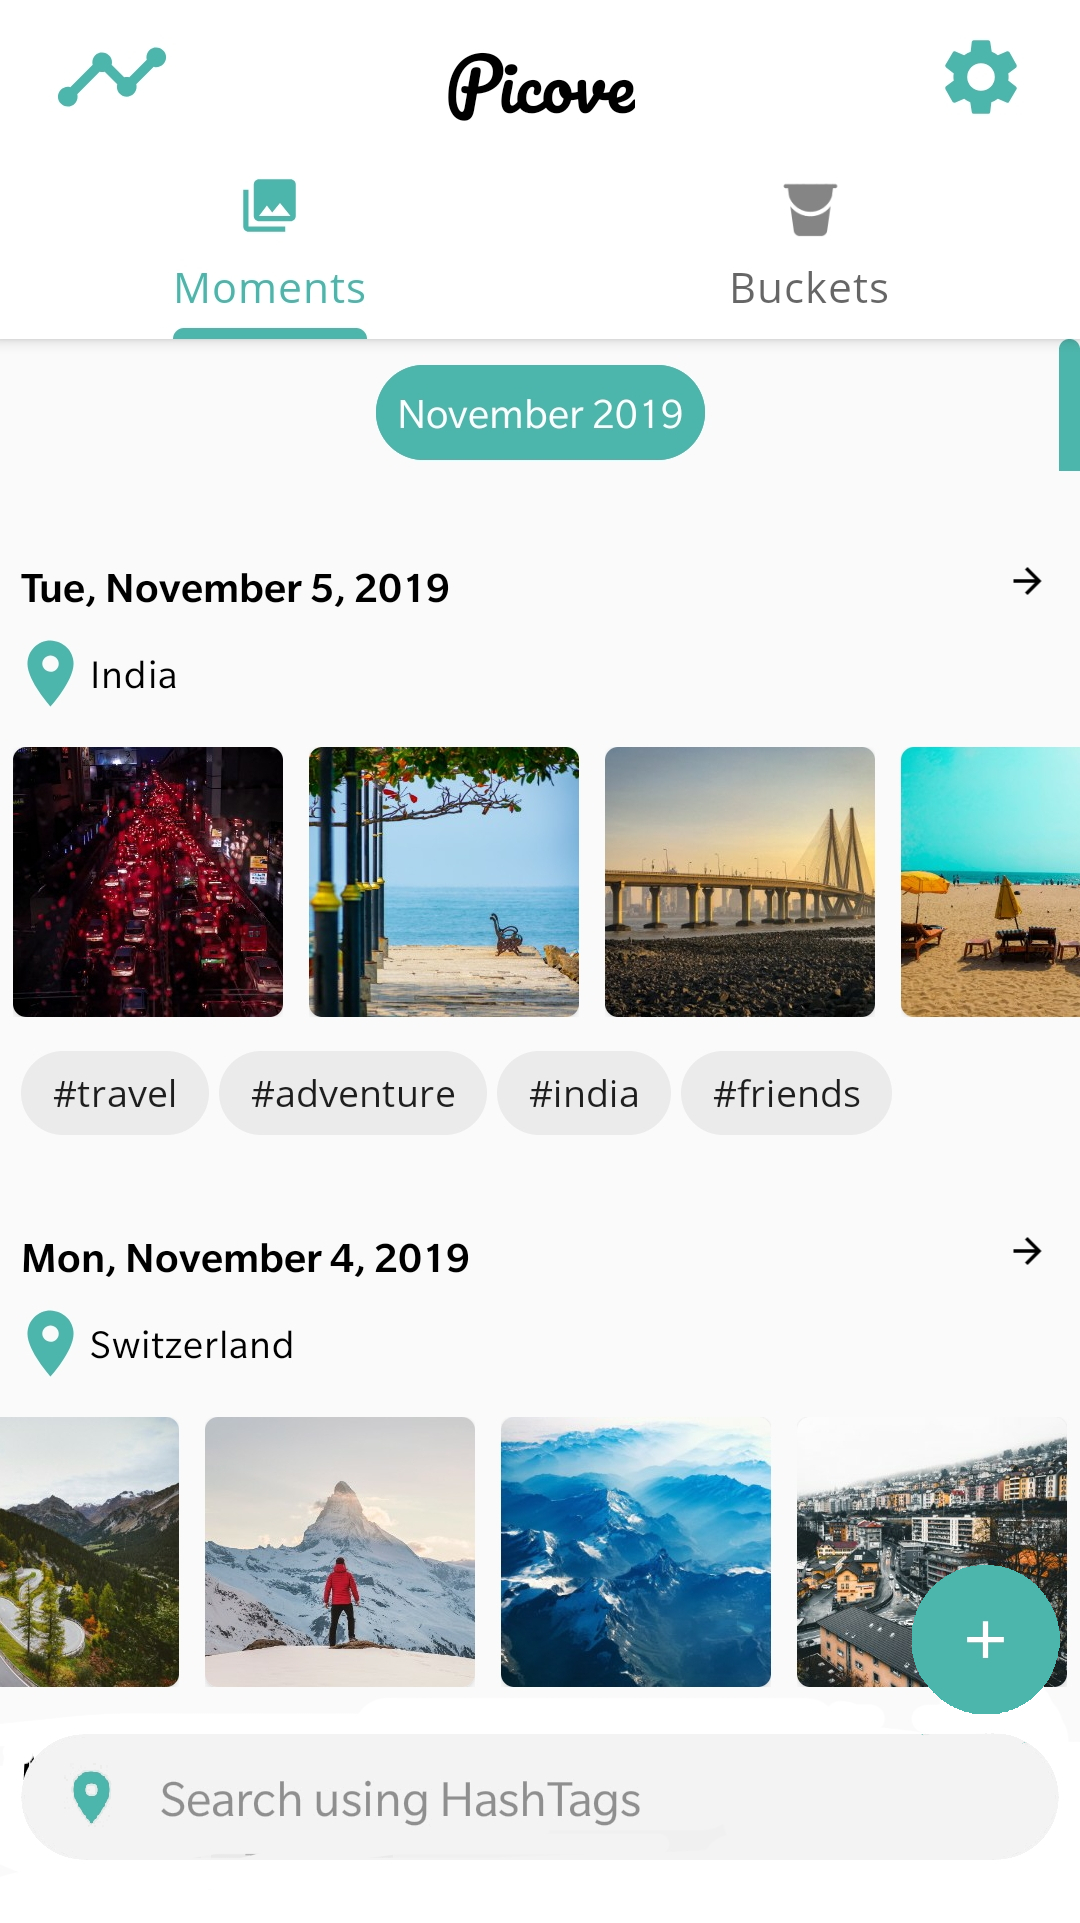 Picove
Moments
Buckets
November 2019
Tue, November 5, 2019
India
#travel #adventure #india #friends
Mon, November 4, 2019
Switzerland
Search using HashTags